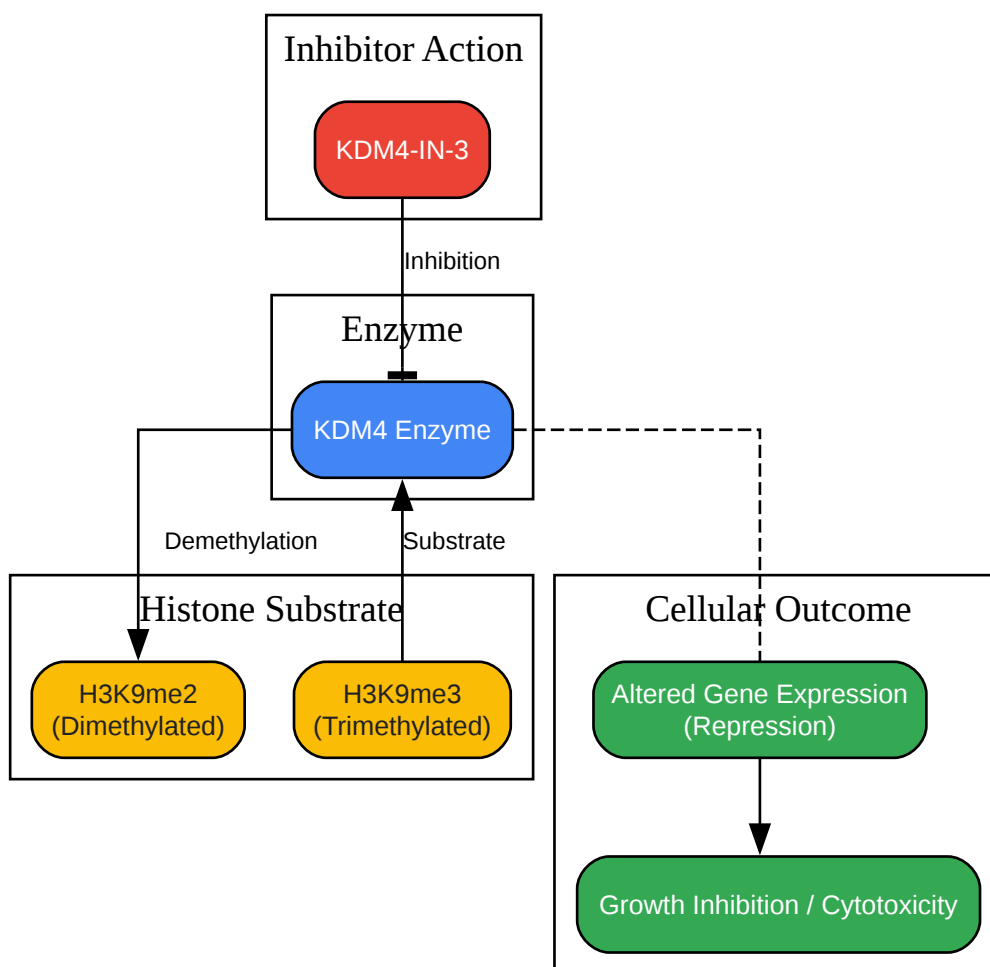 Inhibitor Action
KDM4-IN-3
Inhibition
Enzyme
KDM4 Enzyme
Demethylation
Substrate
Histone Substrate
H3K9me2
(Dimethylated)
H3K9me3
(Trimethylated)
Cellular Outcome
Altered Gene Expression
(Repression)
Growth Inhibition / Cytotoxicity